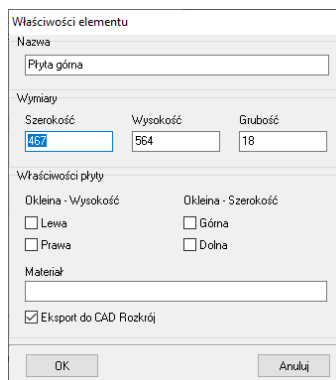 Właściwości elementu
Nazwa
Płyta górna
Wymiary
Szerokość Wysokość Grubość
467 564 18
Właściwości płyty
Okleina - Wysokość Okleina - Szerokość
Lewa Górna
Prawa Dolna
Materiał
Eksport do CAD Rozkrój
OK Anuluj